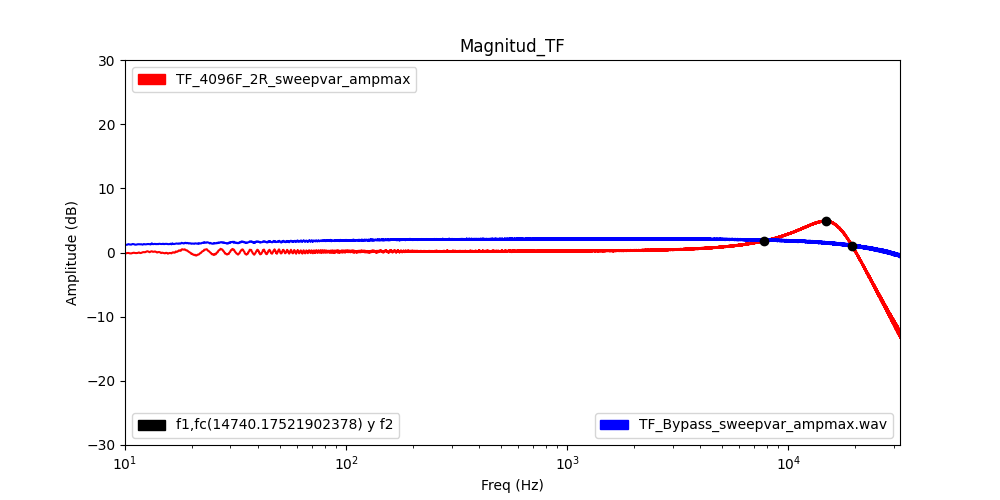 Magnitud_TF
TF_4096F_2R_sweepvar_ampmax
Amplitude (dB)
30
20
10
0
−10
−20
−30
f1,fc(14740.17521902378) y f2
TF_Bypass_sweepvar_ampmax.wav
10¹ 10² 10³ 10⁴
Freq (Hz)